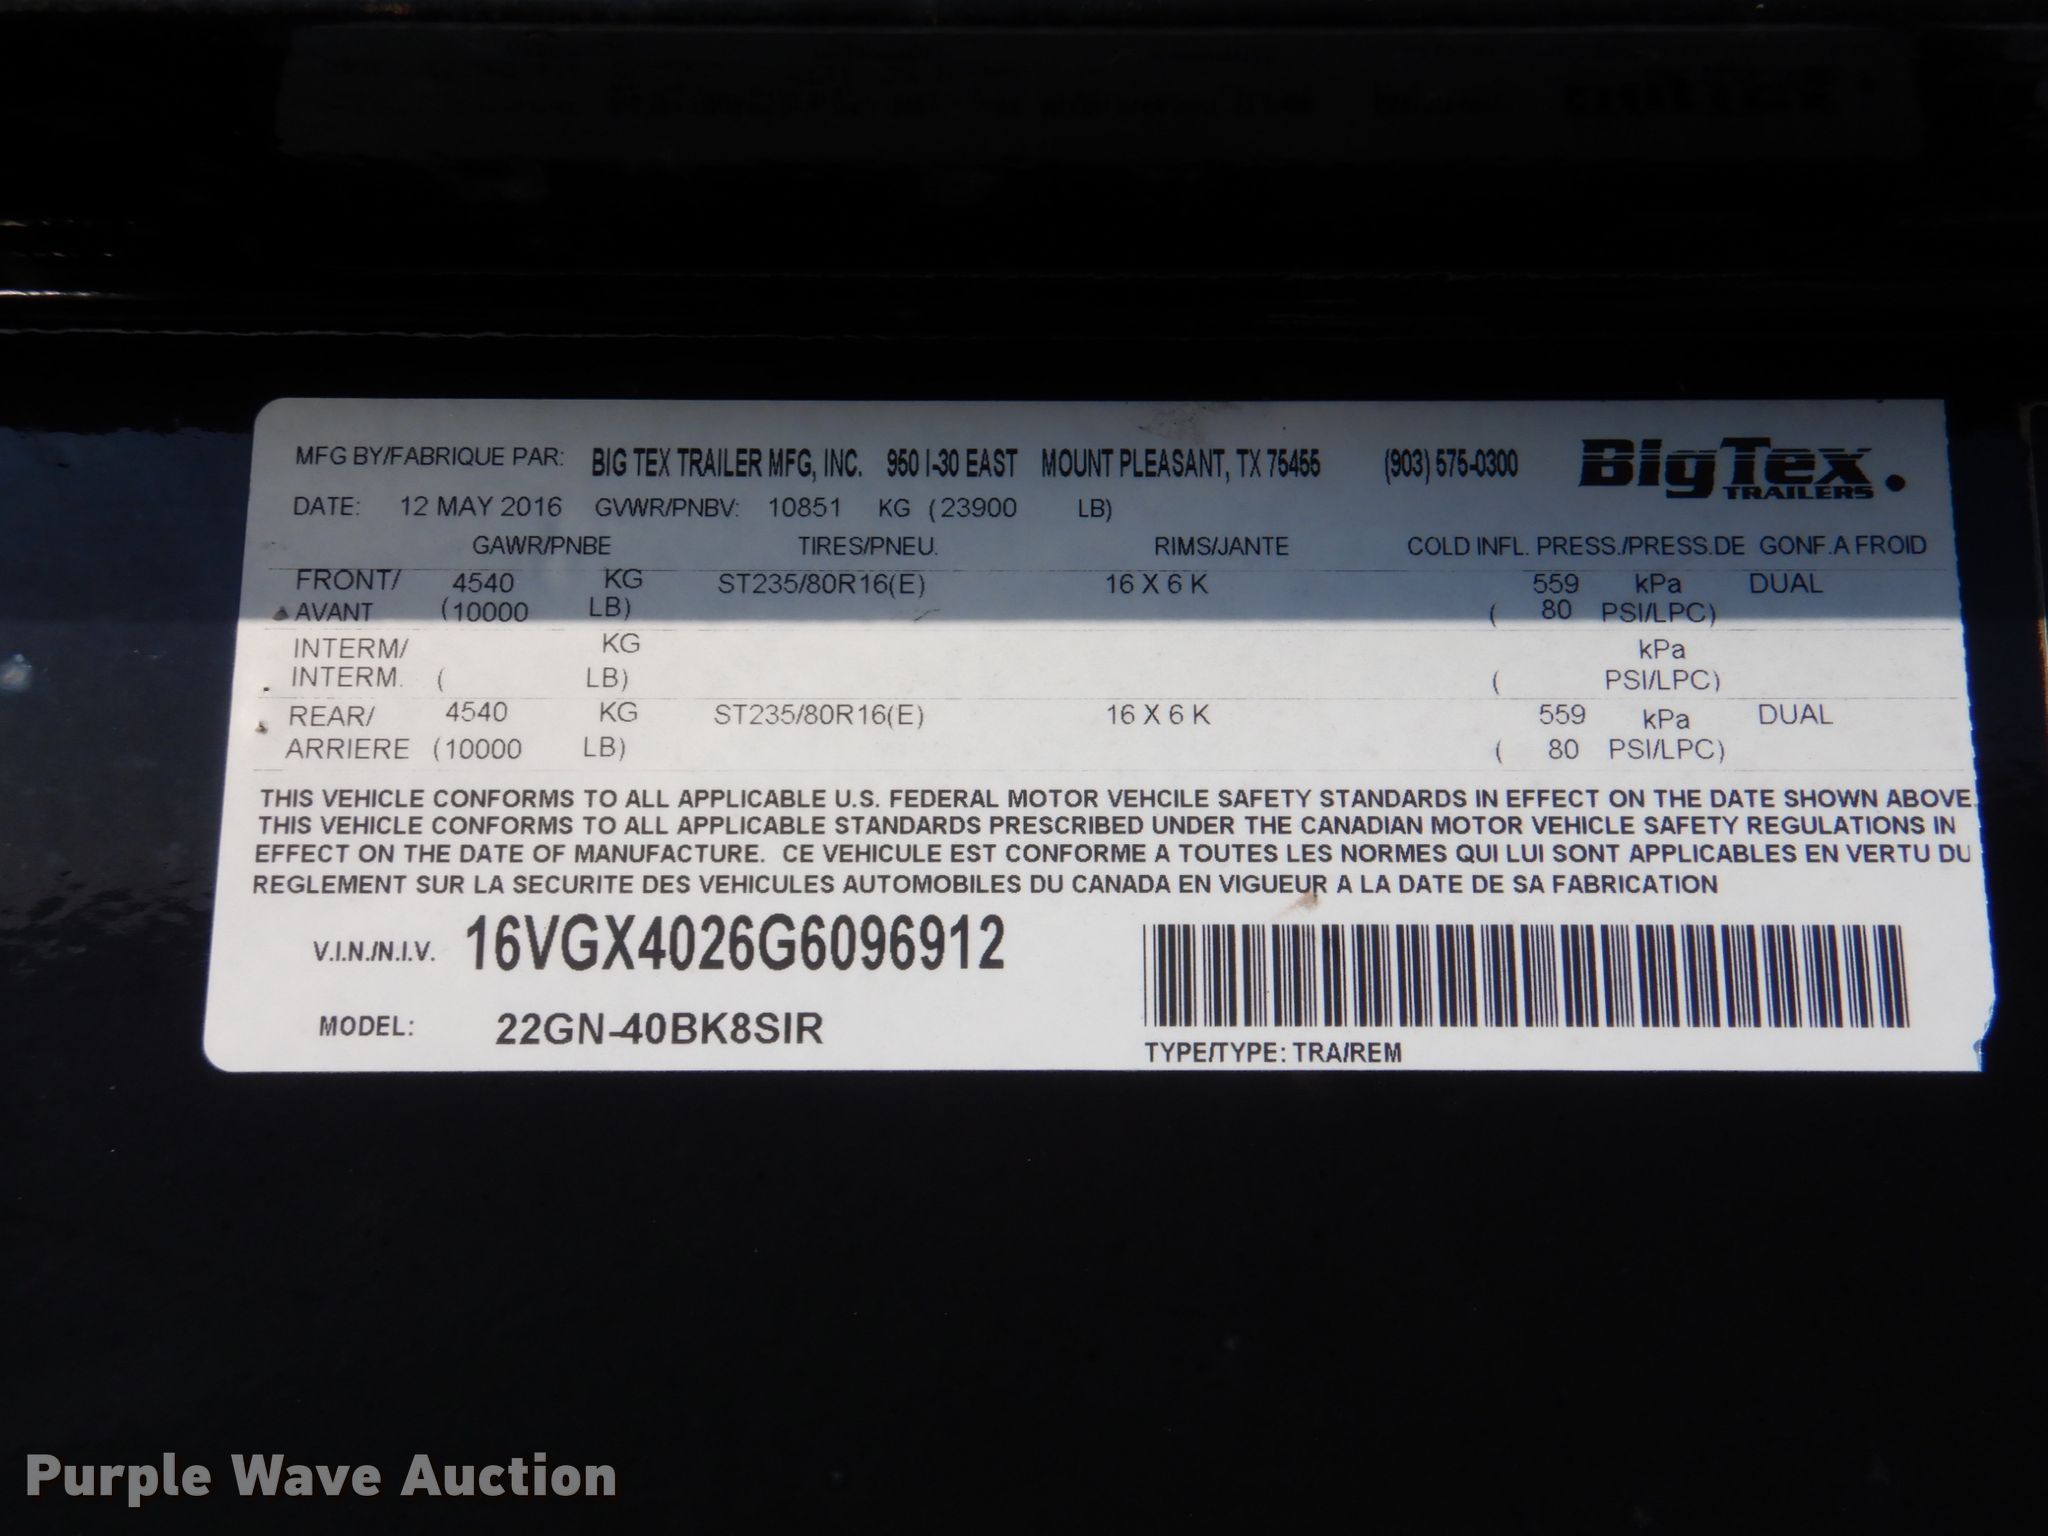 MFG BY/FABRIQUE PAR: BIG TEX TRAILER MFG, INC. 950 I-30 EAST MOUNT PLEASANT, TX 75455 (903) 575-0300 BigTex.
TRAILERS
DATE: 12 MAY 2016 GVWR/PNBV: 10851 KG (23900 LB)
GAWR/PNBE TIRES/PNEU. RIMS/JANTE COLD INFL. PRESS./PRESS.DE GONF.A FROID
FRONT/ 4540 KG ST235/80R16(E) 16 X 6 K 559 kPa DUAL
AVANT (10000 LB) ( 80 PSI/LPC)
INTERM/ KG kPa
INTERM. ( LB) ( PSI/LPC)
REAR/ 4540 KG ST235/80R16(E) 16 X 6 K 559 kPa DUAL
ARRIERE (10000 LB) ( 80 PSI/LPC)
THIS VEHICLE CONFORMS TO ALL APPLICABLE U.S. FEDERAL MOTOR VEHCILE SAFETY STANDARDS IN EFFECT ON THE DATE SHOWN ABOVE.
THIS VEHICLE CONFORMS TO ALL APPLICABLE STANDARDS PRESCRIBED UNDER THE CANADIAN MOTOR VEHICLE SAFETY REGULATIONS IN
EFFECT ON THE DATE OF MANUFACTURE. CE VEHICULE EST CONFORME A TOUTES LES NORMES QUI LUI SONT APPLICABLES EN VERTU DU
REGLEMENT SUR LA SECURITE DES VEHICULES AUTOMOBILES DU CANADA EN VIGUEUR A LA DATE DE SA FABRICATION
V.I.N./N.I.V. 16VGX4026G6096912
MODEL: 22GN-40BK8SIR
TYPE/TYPE: TRA/REM
Purple Wave Auction